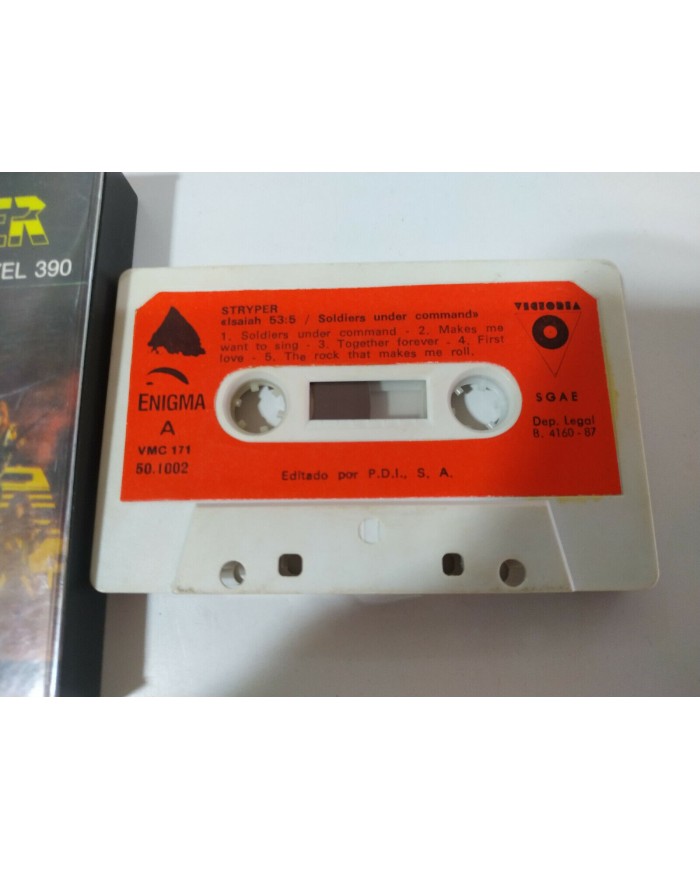 ER
TEL 390
STRYPER
«Isaiah 53:5 / Soldiers under command»
1. Soldiers under command - 2. Makes me
want to sing - 3. Together forever - 4. First
love - 5. The rock that makes me roll.
ENIGMA
A
VMC 171
50.1002
Editado por P.D.I., S. A.
VICTORIA
SGAE
Dep. Legal
B. 4160-87